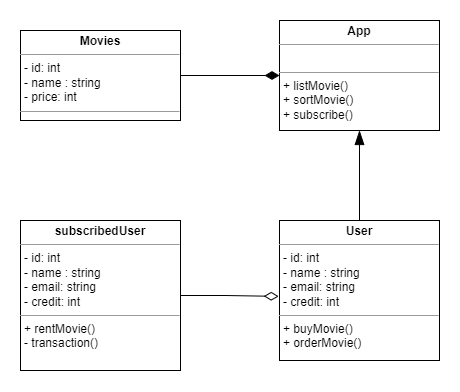 Movies
- id: int
- name : string
- price: int
App
+ listMovie()
+ sortMovie()
+ subscribe()
subscribedUser
- id: int
- name : string
- email: string
- credit: int
+ rentMovie()
- transaction()
User
- id: int
- name : string
- email: string
- credit: int
+ buyMovie()
+ orderMovie()